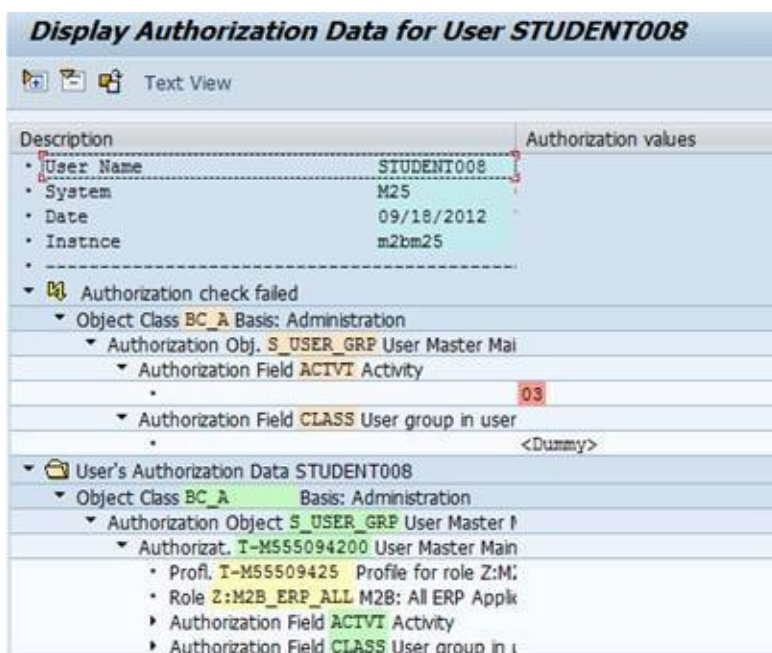 Display Authorization Data for User STUDENT008
Text View
Description Authorization values
User Name STUDENT008
System M25
Date 09/18/2012
Instnce m2bm25
Authorization check failed
Object Class BC_A Basis: Administration
Authorization Obj. S_USER_GRP User Master Mai
Authorization Field ACTVT Activity
03
Authorization Field CLASS User group in user
<Dummy>
User's Authorization Data STUDENT008
Object Class BC_A Basis: Administration
Authorization Object S_USER_GRP User Master
Authorizat. T-M555094200 User Master Main
Profl. T-M55509425 Profile for role Z:M2
Role Z:M2B_ERP_ALL M2B: All ERP Applic
Authorization Field ACTVT Activity
Authorization Field CLASS User group in